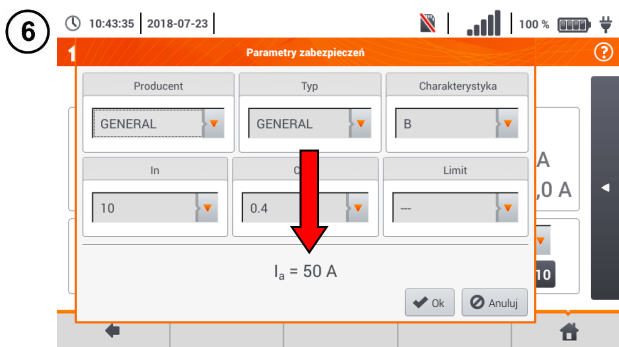 6
10:43:35 2018-07-23 100 %
Parametry zabezpieczeń
Producent Typ Charakterystyka
GENERAL GENERAL B
In Limit
10 0.4 ---
A
,0 A
10
Iₐ = 50 A
Ok Anuluj